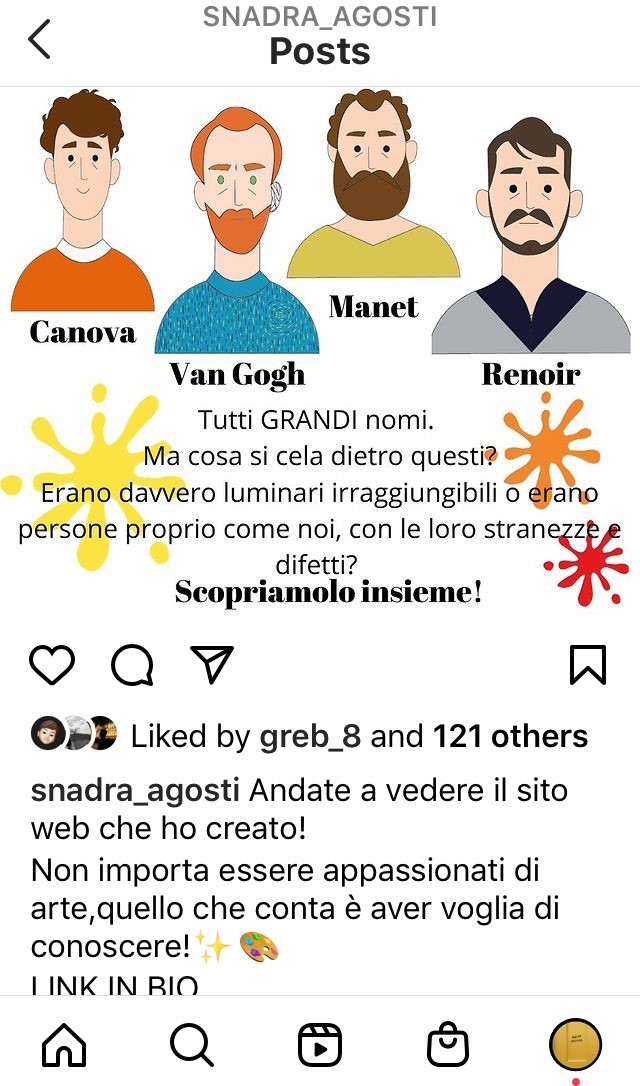 SNADRA_AGOSTI
Posts
Canova
Van Gogh
Manet
Renoir
Tutti GRANDI nomi.
Ma cosa si cela dietro questi?
Erano davvero luminari irraggiungibili o erano
persone proprio come noi, con le loro stranezze e
difetti?
Scopriamolo insieme!
Liked by greb_8 and 121 others
snadra_agosti Andate a vedere il sito
web che ho creato!
Non importa essere appassionati di
arte,quello che conta è aver voglia di
conoscere!✨🎨
LINK IN BIO